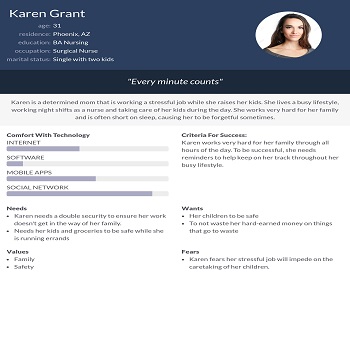 Karen Grant
age: 31
residence: Phoenix, AZ
education: BA Nursing
occupation: Surgical Nurse
marital status: Single with two kids
"Every minute counts"
Karen is a determined mom that is working a stressful job while she raises her kids. She lives a busy lifestyle,
working night shifts as a nurse and taking care of her kids during the day. She works very hard for her family
and is often short on sleep, causing her to be forgetful sometimes.
Comfort With Technology
INTERNET
SOFTWARE
MOBILE APPS
SOCIAL NETWORK
Criteria For Success:
Karen works very hard for her family through all
hours of the day. To be successful, she needs
reminders to help keep on her track throughout her
busy lifestyle.
Needs
• Karen needs a double security to ensure her work
doesn't get in the way of her family.
• Needs her kids and groceries to be safe while she
is running errands
Wants
• Her children to be safe
• To not waste her hard-earned money on things
that go to waste
Values
• Family
• Safety
Fears
• Karen fears her stressful job will impede on the
caretaking of her children.